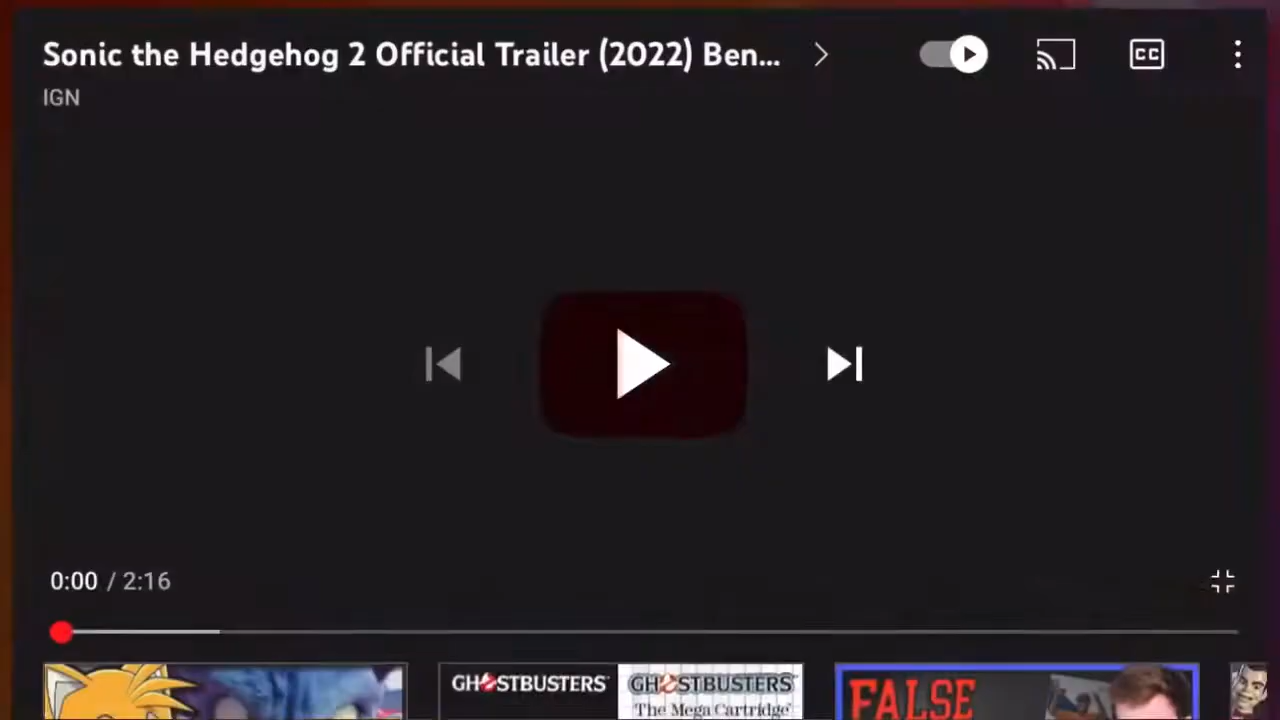 Sonic the Hedgehog 2 Official Trailer (2022) Ben...
IGN
CC
0:00 / 2:16
GHOSTBUSTERS
GHOSTBUSTERS
The Mega Cartridge
FALSE